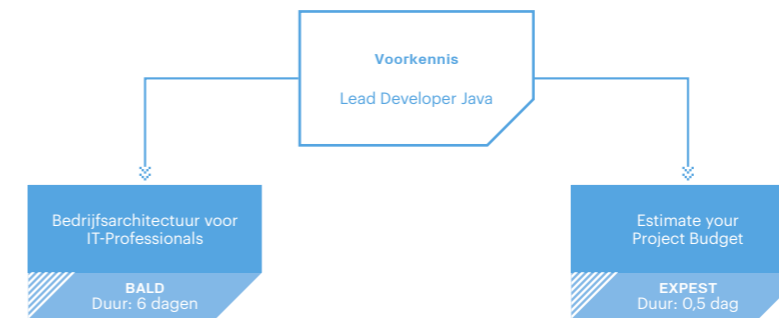 Voorkennis
Lead Developer Java
Bedrijfsarchitectuur voor
IT-Professionals
BALD
Duur: 6 dagen
Estimate your
Project Budget
EXPEST
Duur: 0,5 dag